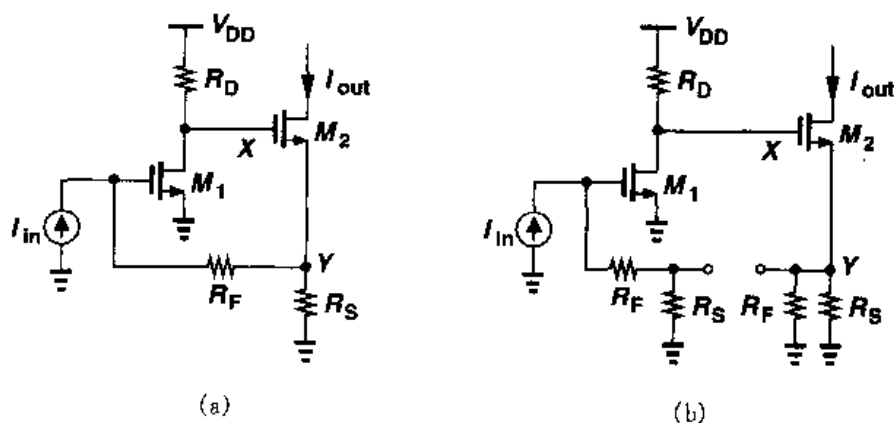 V_DD
R_D
I_out
X
M_2
M_1
I_in
R_F
Y
R_S
(a)
V_DD
R_D
I_out
X
M_2
M_1
I_in
R_F
R_S
R_F
Y
R_S
(b)